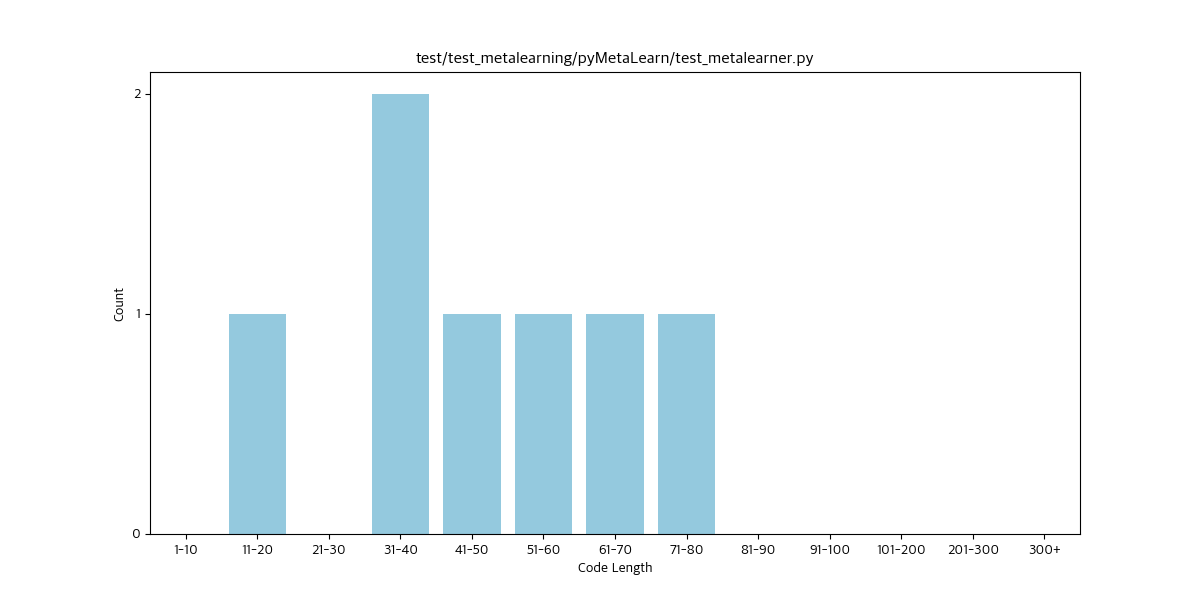 test/test_metalearning/pyMetaLearn/test_metalearner.py
2
1
0
Count
1-10 11-20 21-30 31-40 41-50 51-60 61-70 71-80 81-90 91-100 101-200 201-300 300+
Code Length